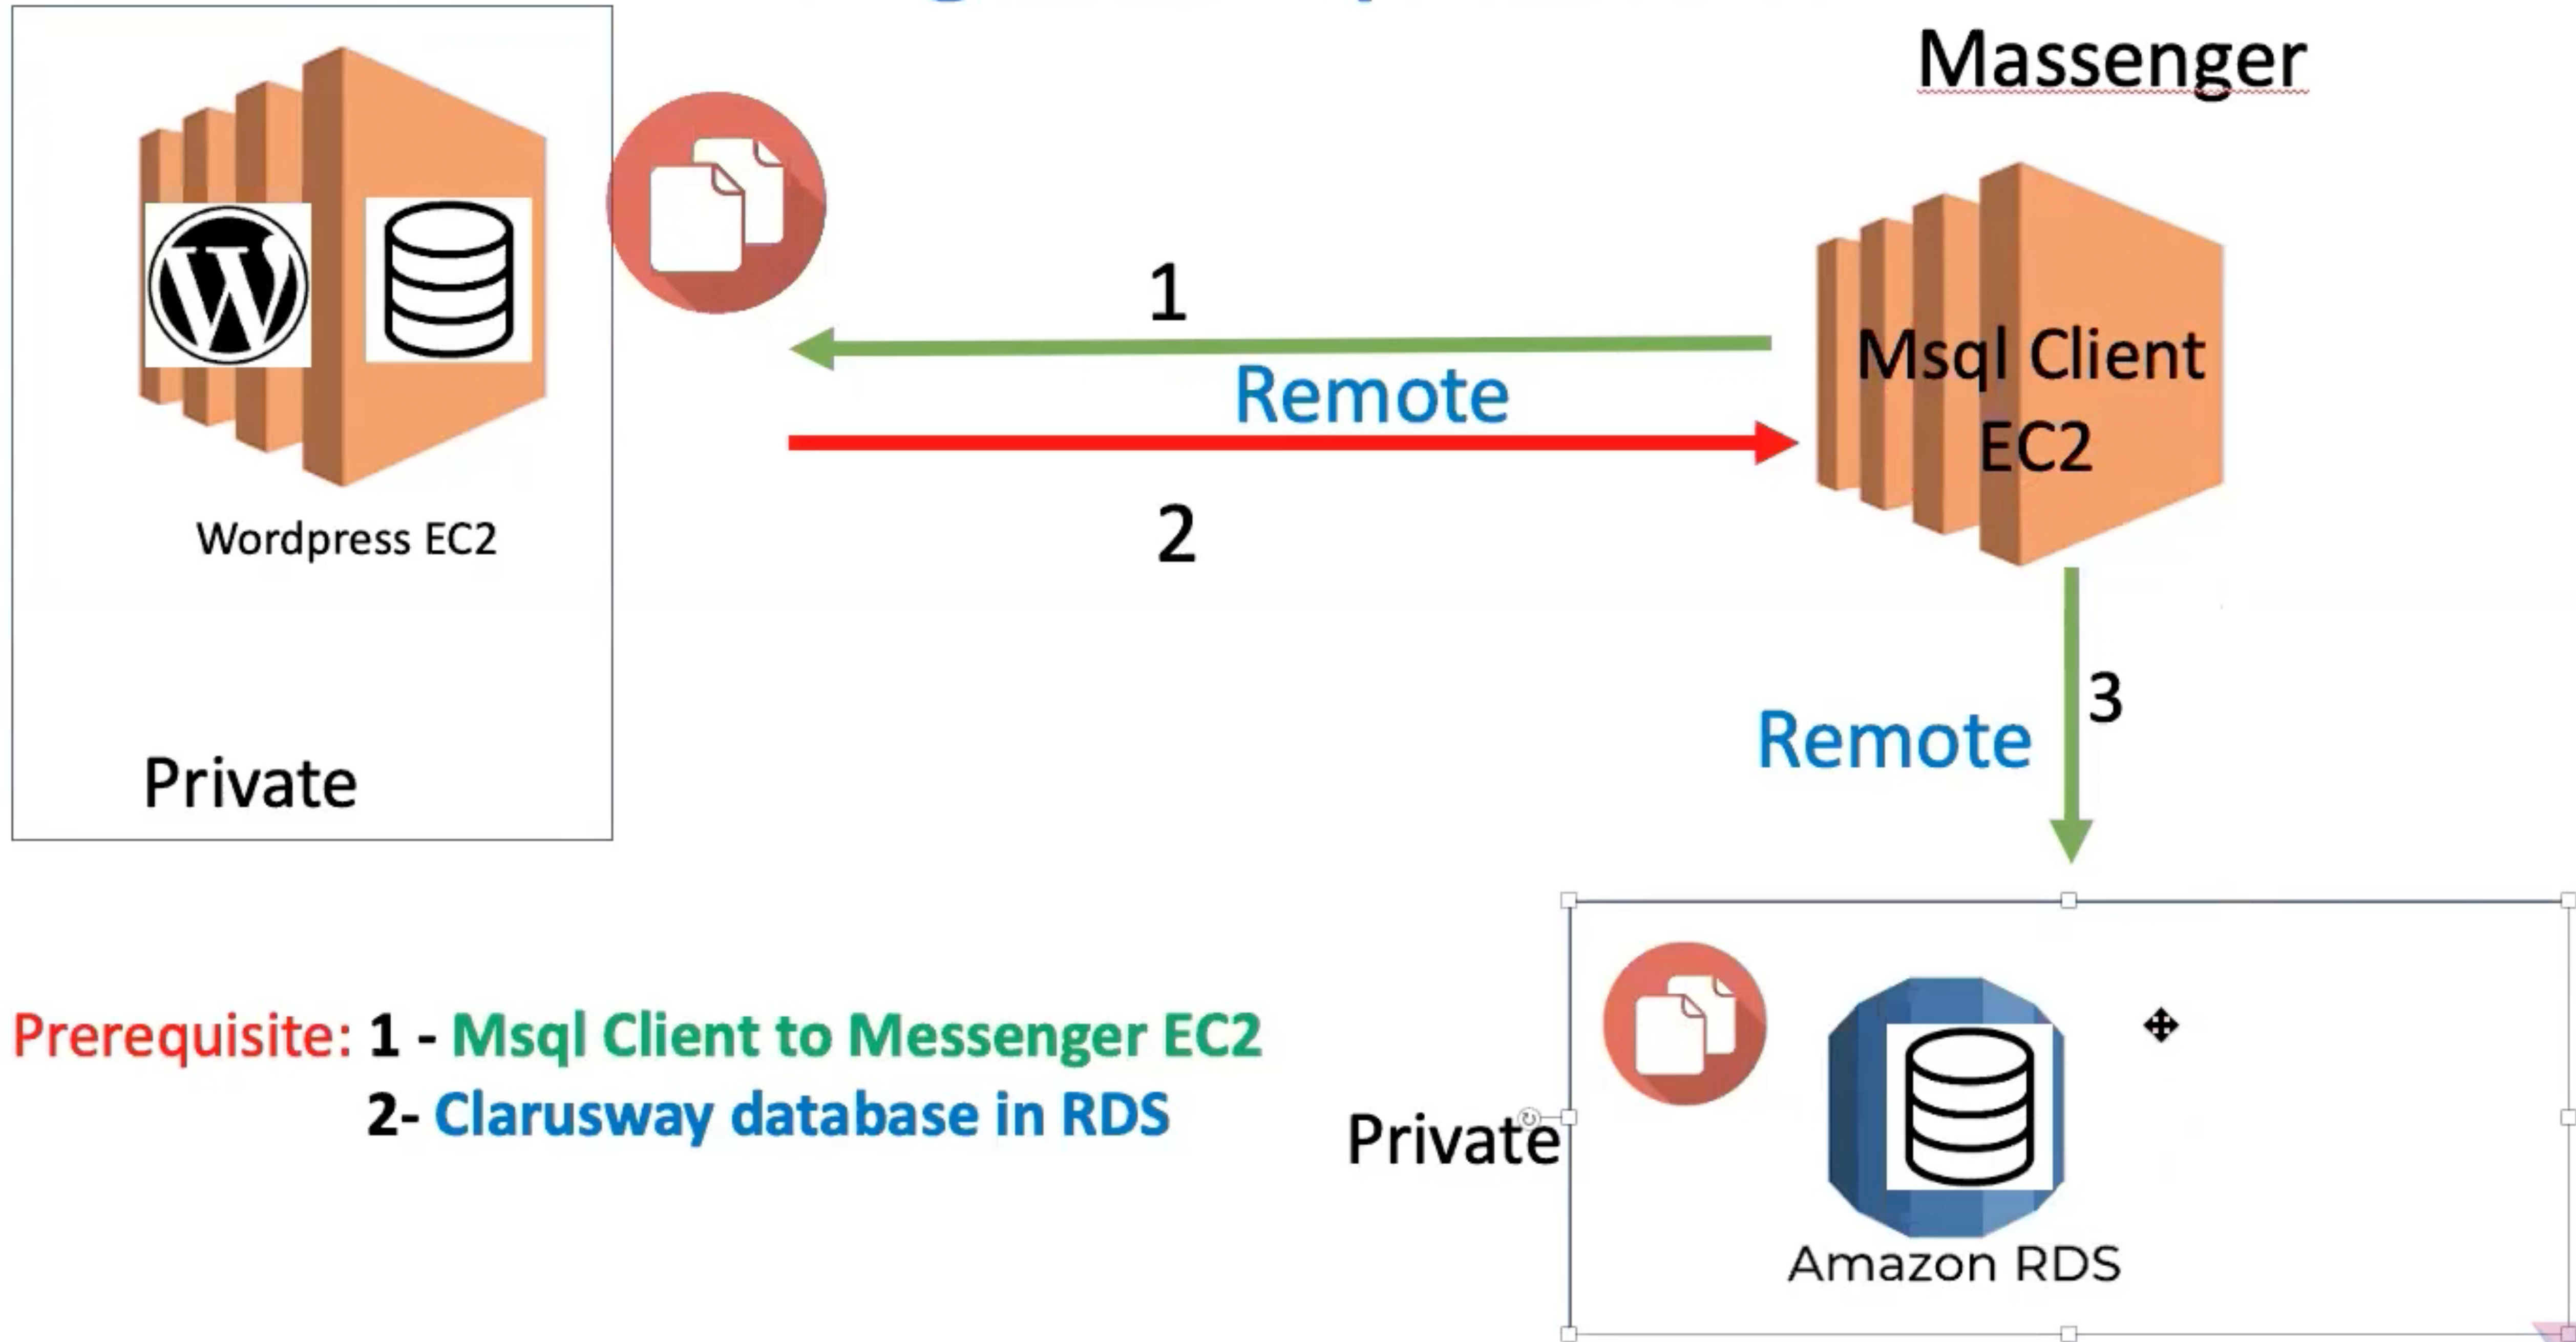 Massenger
1
Remote
Msql Client
EC2
2
Wordpress EC2
3
Remote
Private
Prerequisite: 1 - Msql Client to Messenger EC2
2- Clarusway database in RDS
Private
Amazon RDS